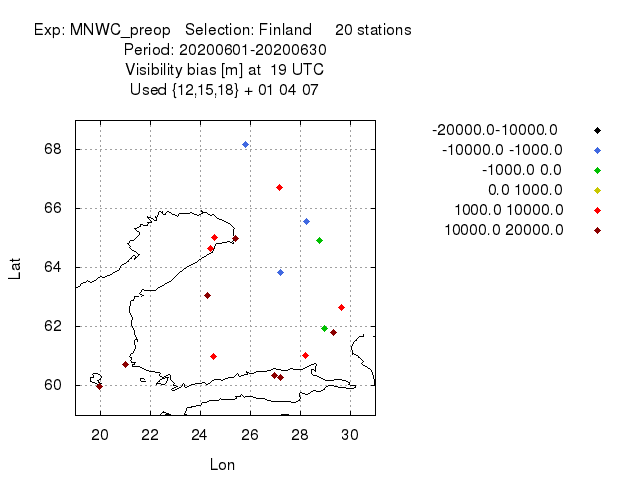 Exp: MNWC_preop Selection: Finland 20 stations
Period: 20200601-20200630
Visibility bias [m] at 19 UTC
Used {12,15,18} + 01 04 07
-20000.0-10000.0
-10000.0 -1000.0
-1000.0 0.0
0.0 1000.0
1000.0 10000.0
10000.0 20000.0
68
66
64
62
60
Lat
20 22 24 26 28 30
Lon